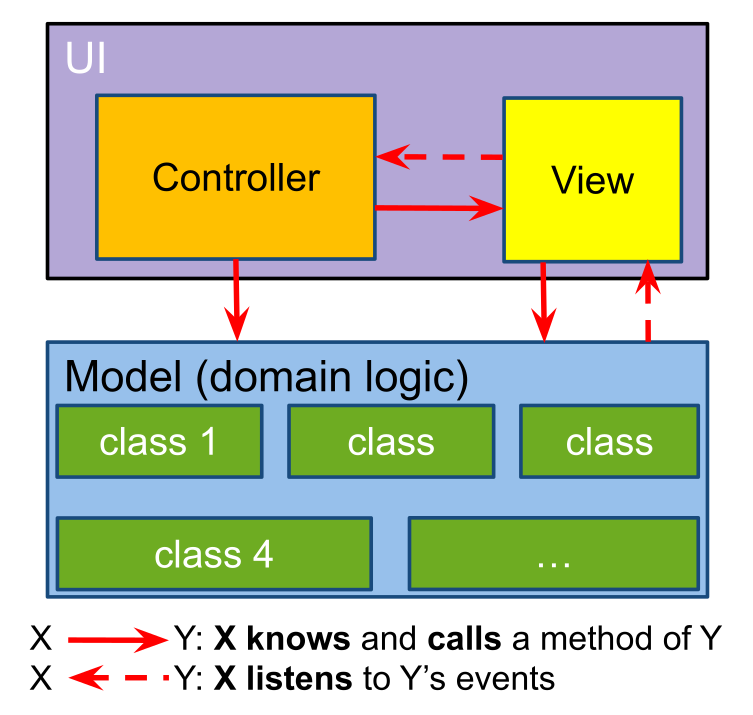 UI
Controller
View
Model (domain logic)
class 1
class
class
class 4
...
X Y: X knows and calls a method of Y
X Y: X listens to Y’s events